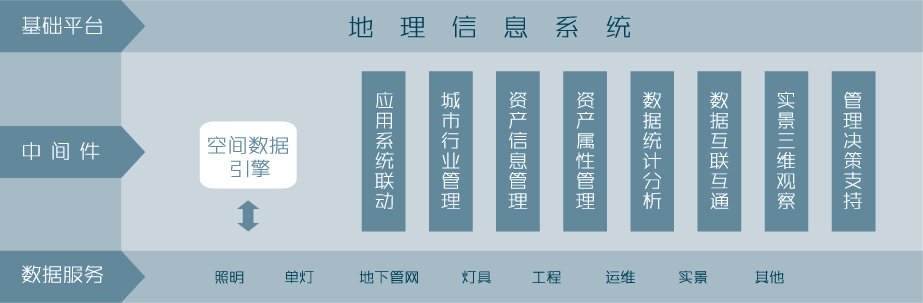 基础平台
地理信息系统
中间件
空间数据
引擎
应用系统联动
城市行业管理
资产信息管理
资产属性管理
数据统计分析
数据互联互通
实景三维观察
管理决策支持
数据服务
照明 单灯 地下管网 灯具 工程 运维 实景 其他